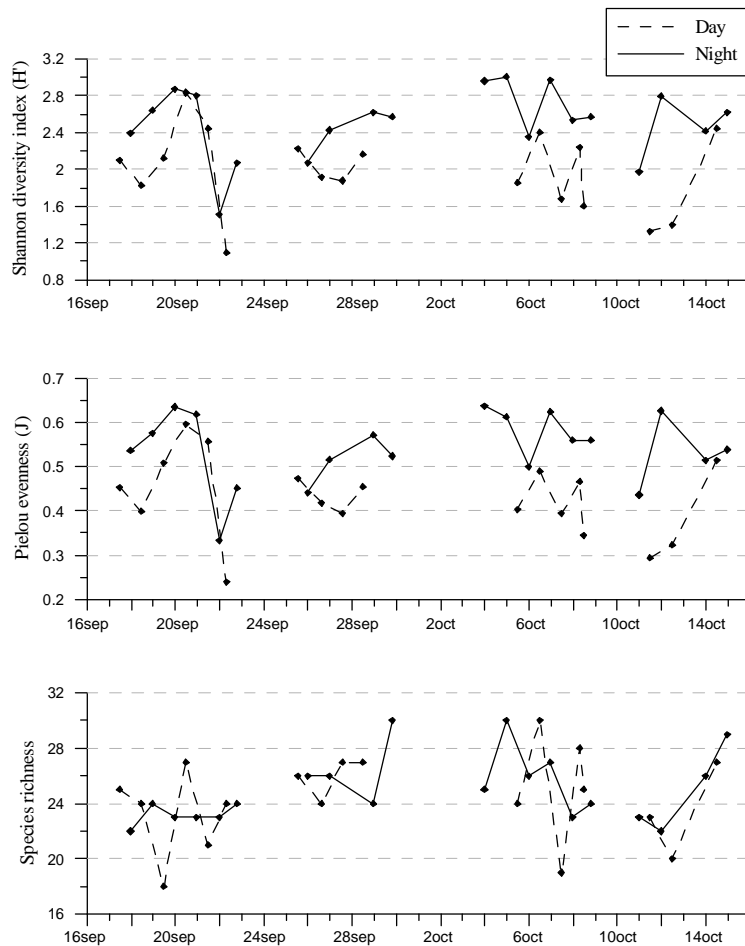 Day
Night
Shannon diversity index (H')
3.2
2.8
2.4
2
1.6
1.2
0.8
16sep 20sep 24sep 28sep 2oct 6oct 10oct 14oct
Pielou evenness (J)
0.7
0.6
0.5
0.4
0.3
0.2
16sep 20sep 24sep 28sep 2oct 6oct 10oct 14oct
Species richness
32
28
24
20
16
16sep 20sep 24sep 28sep 2oct 6oct 10oct 14oct